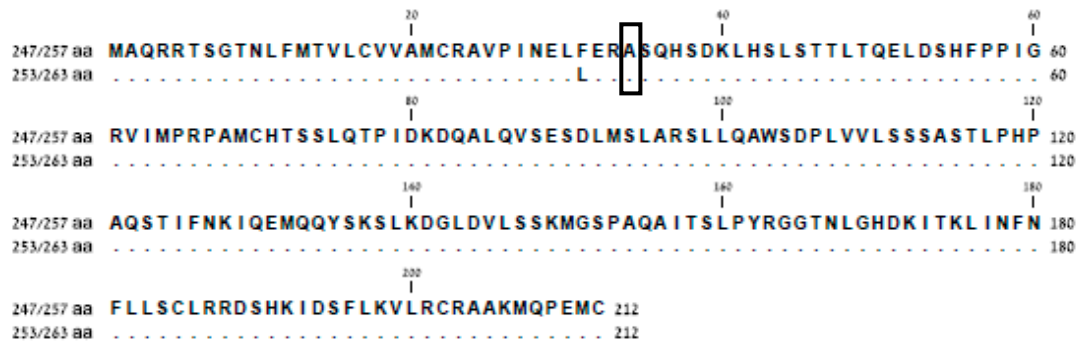 20 40 60
247/257 aa MAQRRTSGTNLFMTVLCVVAMCRAVPINELFERASQHSDKLHSLSTTLTQELDSHFPPIG 60
253/263 aa . . . . . . . . . . . . . . . . . . . . . . . . . . . . . . L . . . . . . . . . . . . . . . . . . . . . . . . . . . . . 60
80 100 120
247/257 aa RVIMPRPAMCHTSSLQTPIDKDQALQVSESDLMSLARSLLQAWSDPLVVLSSSASTLPHP 120
253/263 aa . . . . . . . . . . . . . . . . . . . . . . . . . . . . . . . . . . . . . . . . . . . . . . . . . . . . . . . . . . . . 120
140 160 180
247/257 aa AQSTIFNKIQEMQQYSKSLKDGLDVLSSKMGSPAQAITSLPYRGGTNLGHDKITKLINFN 180
253/263 aa . . . . . . . . . . . . . . . . . . . . . . . . . . . . . . . . . . . . . . . . . . . . . . . . . . . . . . . . . . . . 180
200
247/257 aa FLLSCLRRDSHKIDSFLKVLRCRAAKMQPEMC 212
253/263 aa . . . . . . . . . . . . . . . . . . . . . . . . . . . . . . . . 212